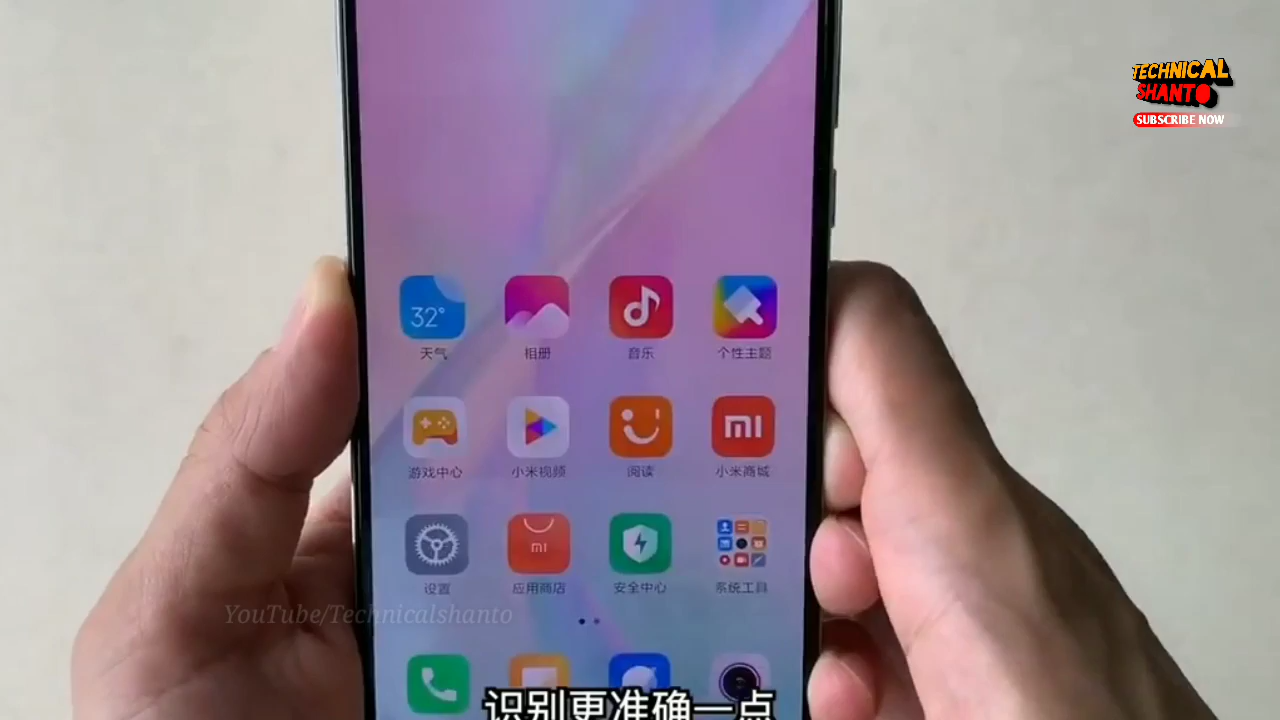 TECHNICAL
SHANTO
SUBSCRIBE NOW
32°
天气
相册
音乐
个性主题
游戏中心
小米视频
阅读
mi
小米商城
设置
mi
应用商店
安全中心
系统工具
YouTube/Technicalshanto
识别更准确一点